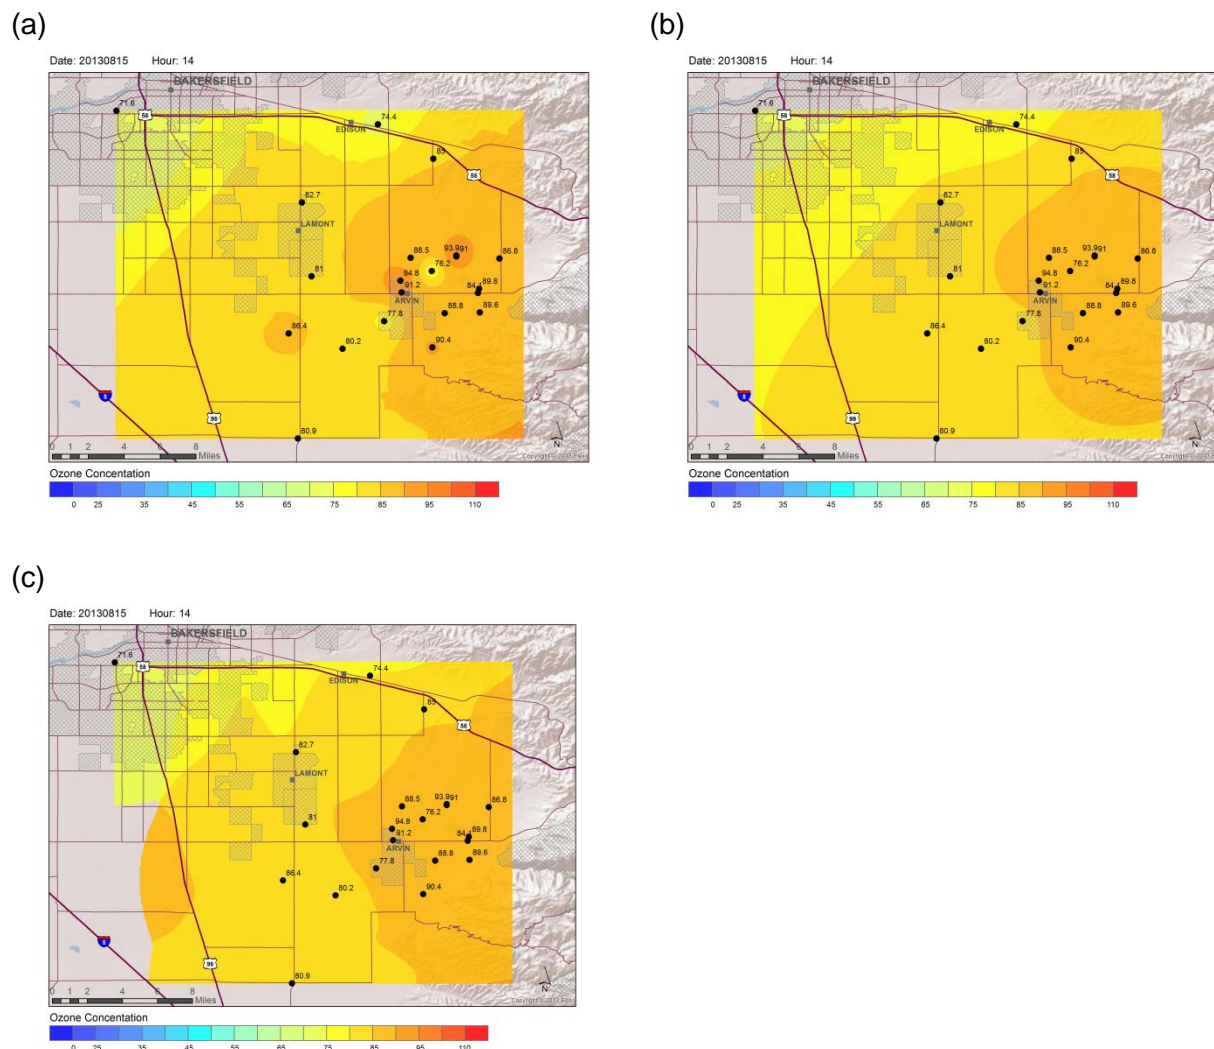 (a)
Date: 20130815 Hour: 14
BAKERSFIELD
71.6
58
74.4
EDISON
85
58
82.7
LAMONT
88.5
93.9
91
86.8
76.2
81
94.8
89.8
91.2
84.1
ARVIN
88.8
89.6
77.8
86.4
80.2
90.4
5
99
80.9
N
0 1 2 4 6 8
Miles
Ozone Concentation
0 25 35 45 55 65 75 85 95 110
(b)
Date: 20130815 Hour: 14
BAKERSFIELD
71.6
58
74.4
EDISON
85
58
82.7
LAMONT
88.5
93.9
91
86.8
76.2
81
94.8
89.8
91.2
84.1
ARVIN
88.8
89.6
77.8
86.4
80.2
90.4
5
99
80.9
N
0 1 2 4 6 8
Miles
Ozone Concentation
0 25 35 45 55 65 75 85 95 110
(c)
Date: 20130815 Hour: 14
BAKERSFIELD
71.6
58
74.4
EDISON
85
58
82.7
LAMONT
88.5
93.9
91
86.8
76.2
81
94.8
89.8
91.2
84.1
ARVIN
88.8
89.6
77.8
86.4
80.2
90.4
5
99
80.9
N
0 1 2 4 6 8
Miles
Ozone Concentation
0 25 35 45 55 65 75 85 95 110